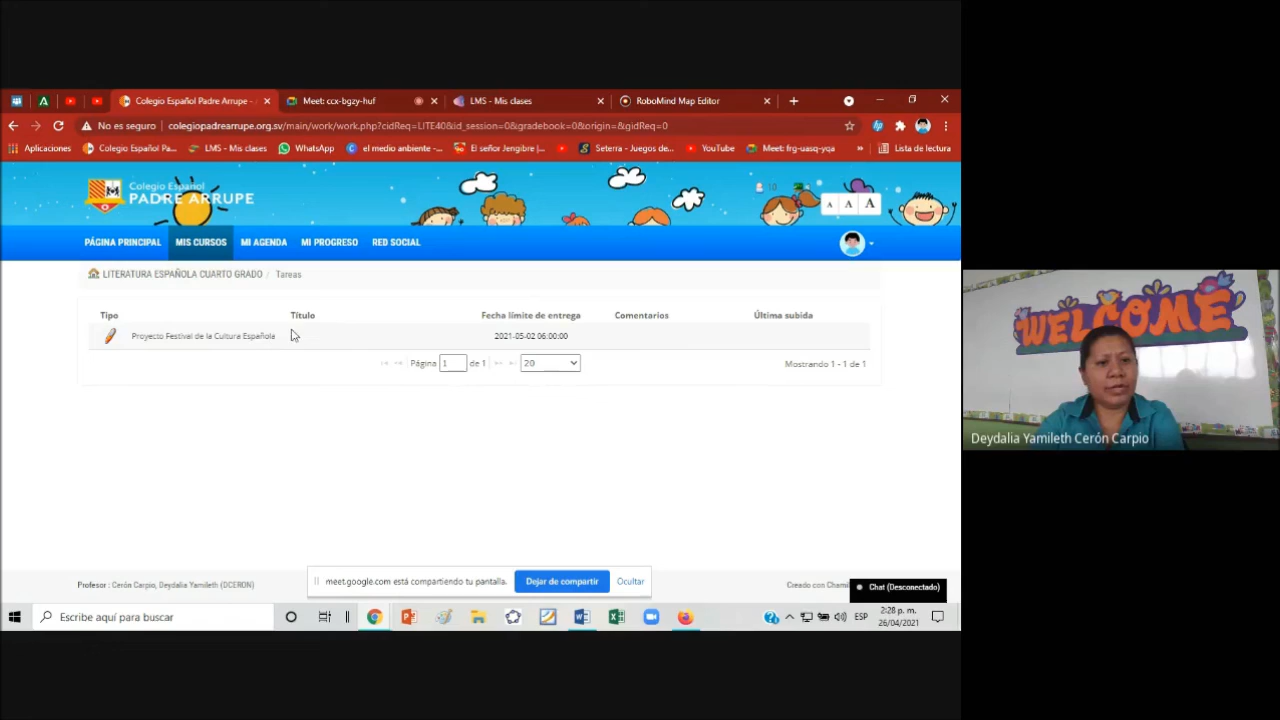 Colegio Español Padre Arrupe -
Meet: ccx-bgzy-huf
LMS - Mis clases
RoboMind Map Editor
No es seguro
colegiopadrearrupe.org.sv/main/work/work.php?cidReq=LITE40&id_session=0&gradebook=0&origin=&gidReq=0
Aplicaciones
Colegio Español Pa...
LMS - Mis clases
WhatsApp
el medio anbiente -...
El señor Jengibre |...
Seterra - Juegos de...
YouTube
Meet: frg-uasq-yqa
»
Lista de lectura
Colegio Español
PADRE ARRUPE
A A A
PÁGINA PRINCIPAL MIS CURSOS MI AGENDA MI PROGRESO RED SOCIAL
LITERATURA ESPAÑOLA CUARTO GRADO / Tareas
Tipo Título Fecha límite de entrega Comentarios Última subida
Proyecto Festival de la Cultura Española 2021-05-02 06:00:00
Página 1 de 1 20 Mostrando 1 - 1 de 1
WELCOME
Deydalia Yamileth Cerón Carpio
Profesor : Cerón Carpio, Deydalia Yamileth (DCERON)
meet.google.com está compartiendo tu pantalla. Dejar de compartir Ocultar
Creado con Chami
Chat (Desconectado)
Escribe aquí para buscar
ESP
2:28 p. m.
26/04/2021